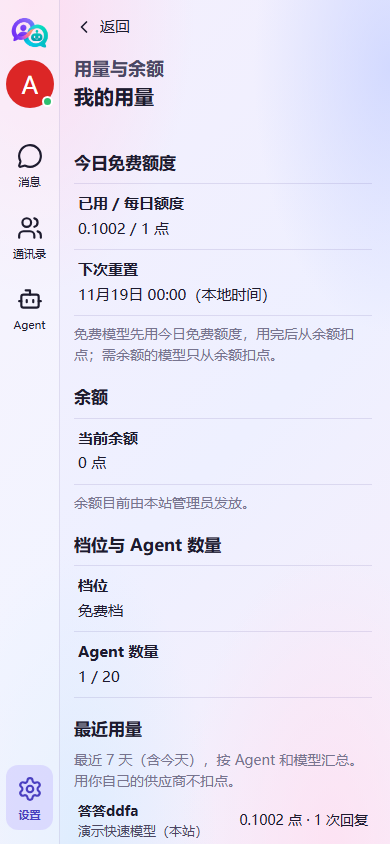 返回
A
用量与余额
我的用量
消息
通讯录
Agent
今日免费额度
已用 / 每日额度
0.1002 / 1 点
下次重置
11月19日 00:00（本地时间）
免费模型先用今日免费额度，用完后从余额扣
点；需余额的模型只从余额扣点。
余额
当前余额
0 点
余额目前由本站管理员发放。
档位与 Agent 数量
档位
免费档
Agent 数量
1 / 20
最近用量
最近 7 天（含今天），按 Agent 和模型汇总。
用你自己的供应商不扣点。
答答ddfa
演示快速模型（本站）
0.1002 点 · 1 次回复
设置